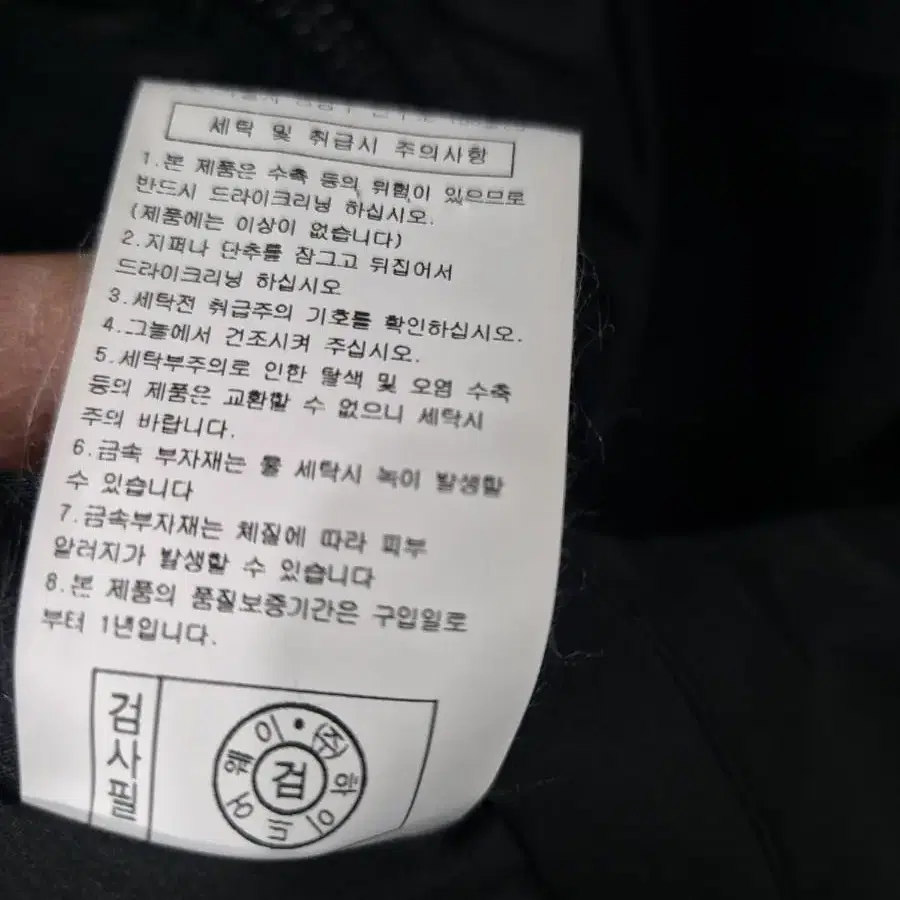 세탁 및 취급시 주의사항
1.본 제품은 수축 등의 위험이 있으므로
반드시 드라이크리닝 하십시오.
(제품에는 이상이 없습니다)
2.지퍼나 단추를 잠그고 뒤집어서
드라이크리닝 하십시오
3.세탁전 취급주의 기호를 확인하십시오.
4.그늘에서 건조시켜 주십시오.
5.세탁부주의로 인한 탈색 및 오염 수축
등의 제품은 교환할 수 없으니 세탁시
주의 바랍니다.
6.금속 부자재는 물 세탁시 녹이 발생할
수 있습니다
7.금속부자재는 체질에 따라 피부
알러지가 발생할 수 있습니다
8.본 제품의 품질보증기간은 구입일로
부터 1년입니다.
검사필
(주)하이드어웨이
검